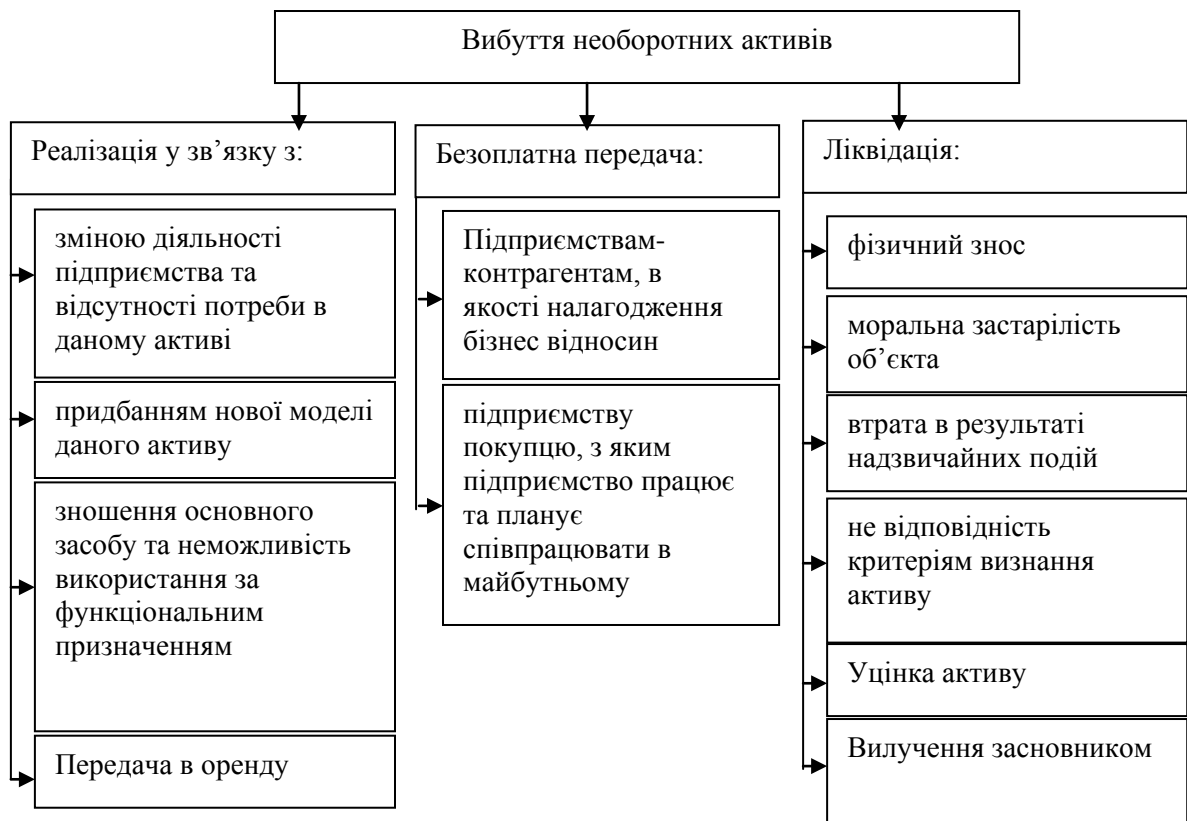 Вибуття необоротних активів
Реалізація у зв’язку з:
зміною діяльності
підприємства та
відсутності потреби в
даному активі
придбанням нової моделі
даного активу
зношення основного
засобу та неможливість
використання за
функціональним
призначенням
Передача в оренду
Безоплатна передача:
Підприємствам-
контрагентам, в
якості налагодження
бізнес відносин
підприємству
покупцю, з яким
підприємство працює
та планує
співпрацювати в
майбутньому
Ліквідація:
фізичний знос
моральна застарілість
об’єкта
втрата в результаті
надзвичайних подій
не відповідність
критеріям визнання
активу
Уцінка активу
Вилучення засновником